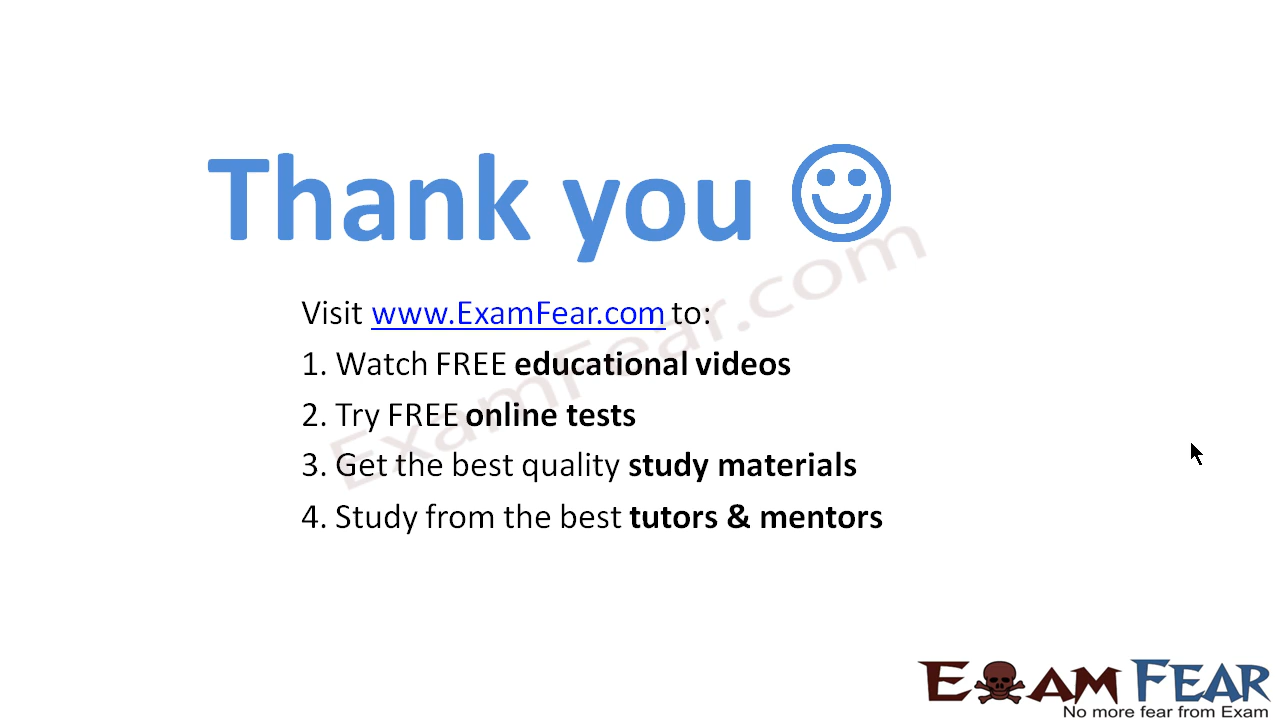 Thank you ☺
Visit www.ExamFear.com to:
1. Watch FREE educational videos
2. Try FREE online tests
3. Get the best quality study materials
4. Study from the best tutors & mentors
ExamFear.com
EXAM FEAR
No more fear from Exam